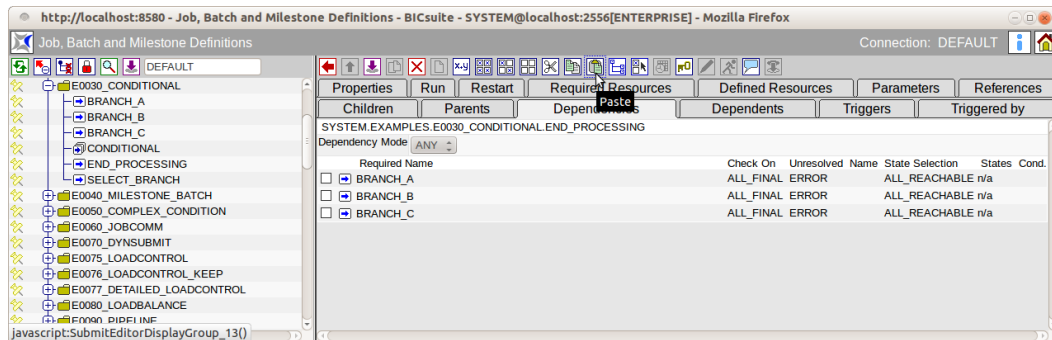 http://localhost:8580 - Job, Batch and Milestone Definitions - BICsuite - SYSTEM@localhost:2556[ENTERPRISE] - Mozilla Firefox
Job, Batch and Milestone Definitions
Connection: DEFAULT
DEFAULT
E0030_CONDITIONAL
BRANCH_A
BRANCH_B
BRANCH_C
CONDITIONAL
END_PROCESSING
SELECT_BRANCH
E0040_MILESTONE_BATCH
E0050_COMPLEX_CONDITION
E0060_JOBCOMM
E0070_DYNSUBMIT
E0075_LOADCONTROL
E0076_LOADCONTROL_KEEP
E0077_DETAILED_LOADCONTROL
E0080_LOADBALANCE
E0090_PIPELINE
javascript:SubmitEditorDisplayGroup_13()
x.y
Properties Run Restart Required Resources Defined Resources Parameters References
Children Parents Dependencies Dependents Triggers Triggered by
Paste
SYSTEM.EXAMPLES.E0030_CONDITIONAL.END_PROCESSING
Dependency Mode ANY
Required Name Check On Unresolved Name State Selection States Cond.
BRANCH_A ALL_FINAL ERROR ALL_REACHABLE n/a
BRANCH_B ALL_FINAL ERROR ALL_REACHABLE n/a
BRANCH_C ALL_FINAL ERROR ALL_REACHABLE n/a